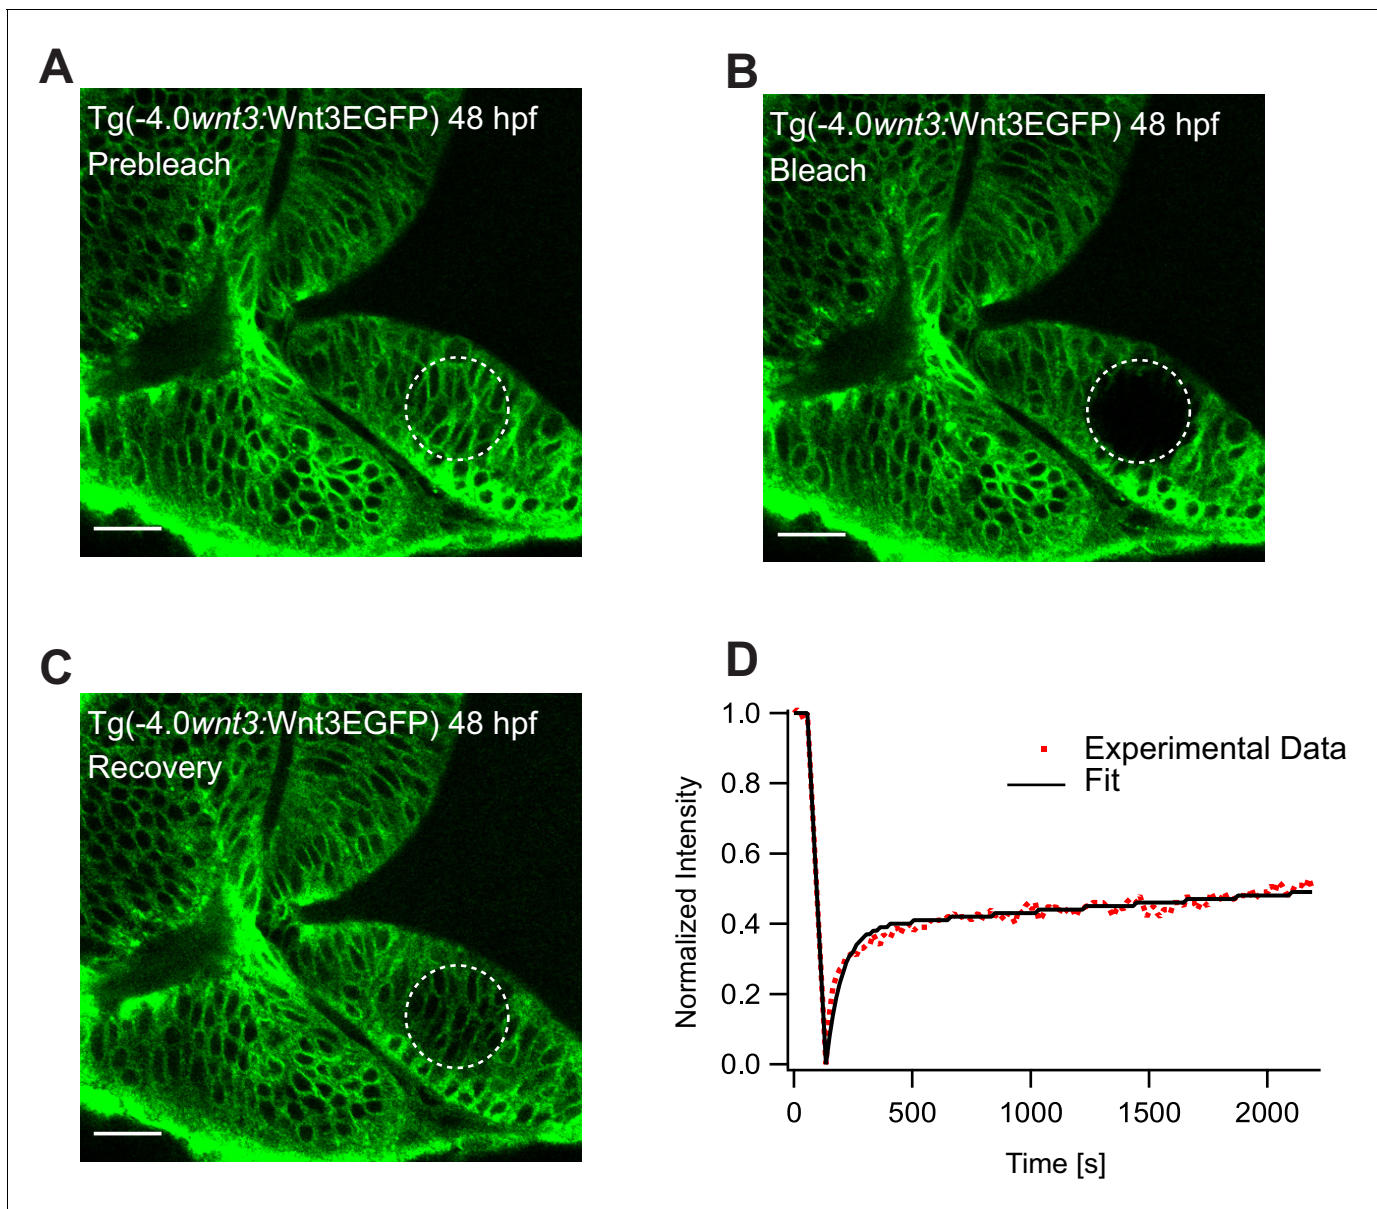 A
Tg(-4.0wnt3:Wnt3EGFP) 48 hpf
Prebleach
B
Tg(-4.0wnt3:Wnt3EGFP) 48 hpf
Bleach
C
Tg(-4.0wnt3:Wnt3EGFP) 48 hpf
Recovery
D
1.0
0.8
0.6
0.4
0.2
0.0
Normalized Intensity
Experimental Data
Fit
0 500 1000 1500 2000
Time [s]